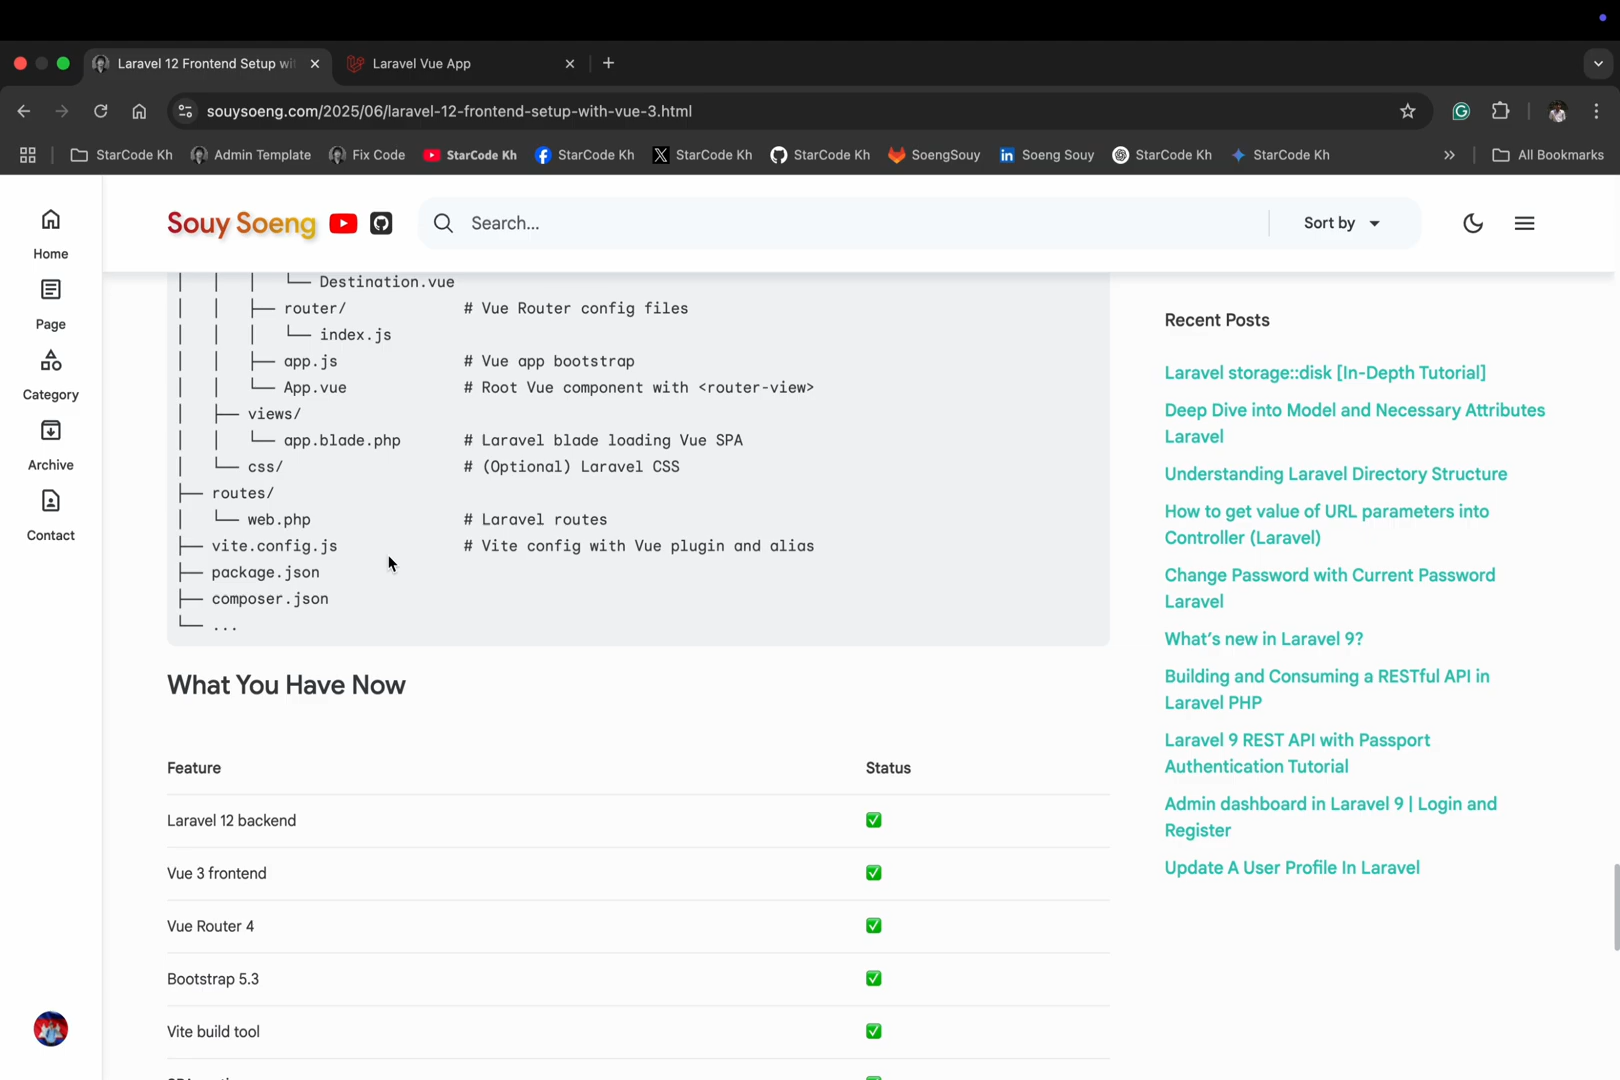 Laravel 12 Frontend Setup wit
Laravel Vue App
souysoeng.com/2025/06/laravel-12-frontend-setup-with-vue-3.html
StarCode Kh
Admin Template
Fix Code
StarCode Kh
StarCode Kh
StarCode Kh
StarCode Kh
SoengSouy
Soeng Souy
StarCode Kh
StarCode Kh
All Bookmarks
Home
Page
Category
Archive
Contact
Souy Soeng
Search...
Sort by
│   │   │   └── Destination.vue
│   │   ├── router/             # Vue Router config files
│   │   │   └── index.js
│   │   ├── app.js              # Vue app bootstrap
│   │   └── App.vue             # Root Vue component with <router-view>
│   ├── views/
│   │   └── app.blade.php       # Laravel blade loading Vue SPA
│   └── css/                    # (Optional) Laravel CSS
├── routes/
│   └── web.php                 # Laravel routes
├── vite.config.js              # Vite config with Vue plugin and alias
├── package.json
├── composer.json
└── ...
What You Have Now
Feature Status
Laravel 12 backend ✅
Vue 3 frontend ✅
Vue Router 4 ✅
Bootstrap 5.3 ✅
Vite build tool ✅
Recent Posts
Laravel storage::disk [In-Depth Tutorial]
Deep Dive into Model and Necessary Attributes
Laravel
Understanding Laravel Directory Structure
How to get value of URL parameters into
Controller (Laravel)
Change Password with Current Password
Laravel
What's new in Laravel 9?
Building and Consuming a RESTful API in
Laravel PHP
Laravel 9 REST API with Passport
Authentication Tutorial
Admin dashboard in Laravel 9 | Login and
Register
Update A User Profile In Laravel